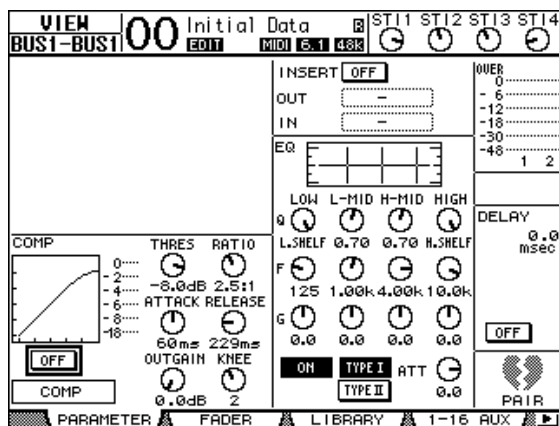 VIEW
BUS1-BUS1
00
Initial Data B
EDIT MIDI 6.1 48k
STI1 STI2 STI3 STI4
INSERT OFF
OUT -
IN -
OVER
0
-6
-12
-18
-30
-48
1 2
EQ
LOW L-MID H-MID HIGH
Q
L.SHELF 0.70 0.70 H.SHELF
F
125 1.00k 4.00k 10.0k
G
0.0 0.0 0.0 0.0
ON TYPE I ATT
TYPE II 0.0
DELAY
0.0
msec
OFF
PAIR
COMP
0
-2
-4
-6
-8
-18
THRES RATIO
-8.0dB 2.5:1
ATTACK RELEASE
60ms 229ms
OUTGAIN KNEE
0.0dB 2
OFF
COMP
PARAMETER FADER LIBRARY 1-16 AUX